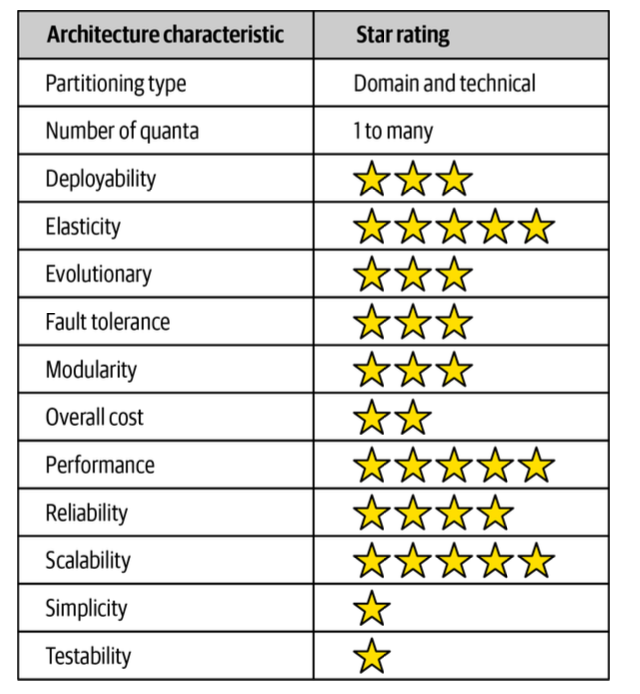 Architecture characteristic Star rating
Partitioning type Domain and technical
Number of quanta 1 to many
Deployability
Elasticity
Evolutionary
Fault tolerance
Modularity
Overall cost
Performance
Reliability
Scalability
Simplicity
Testability